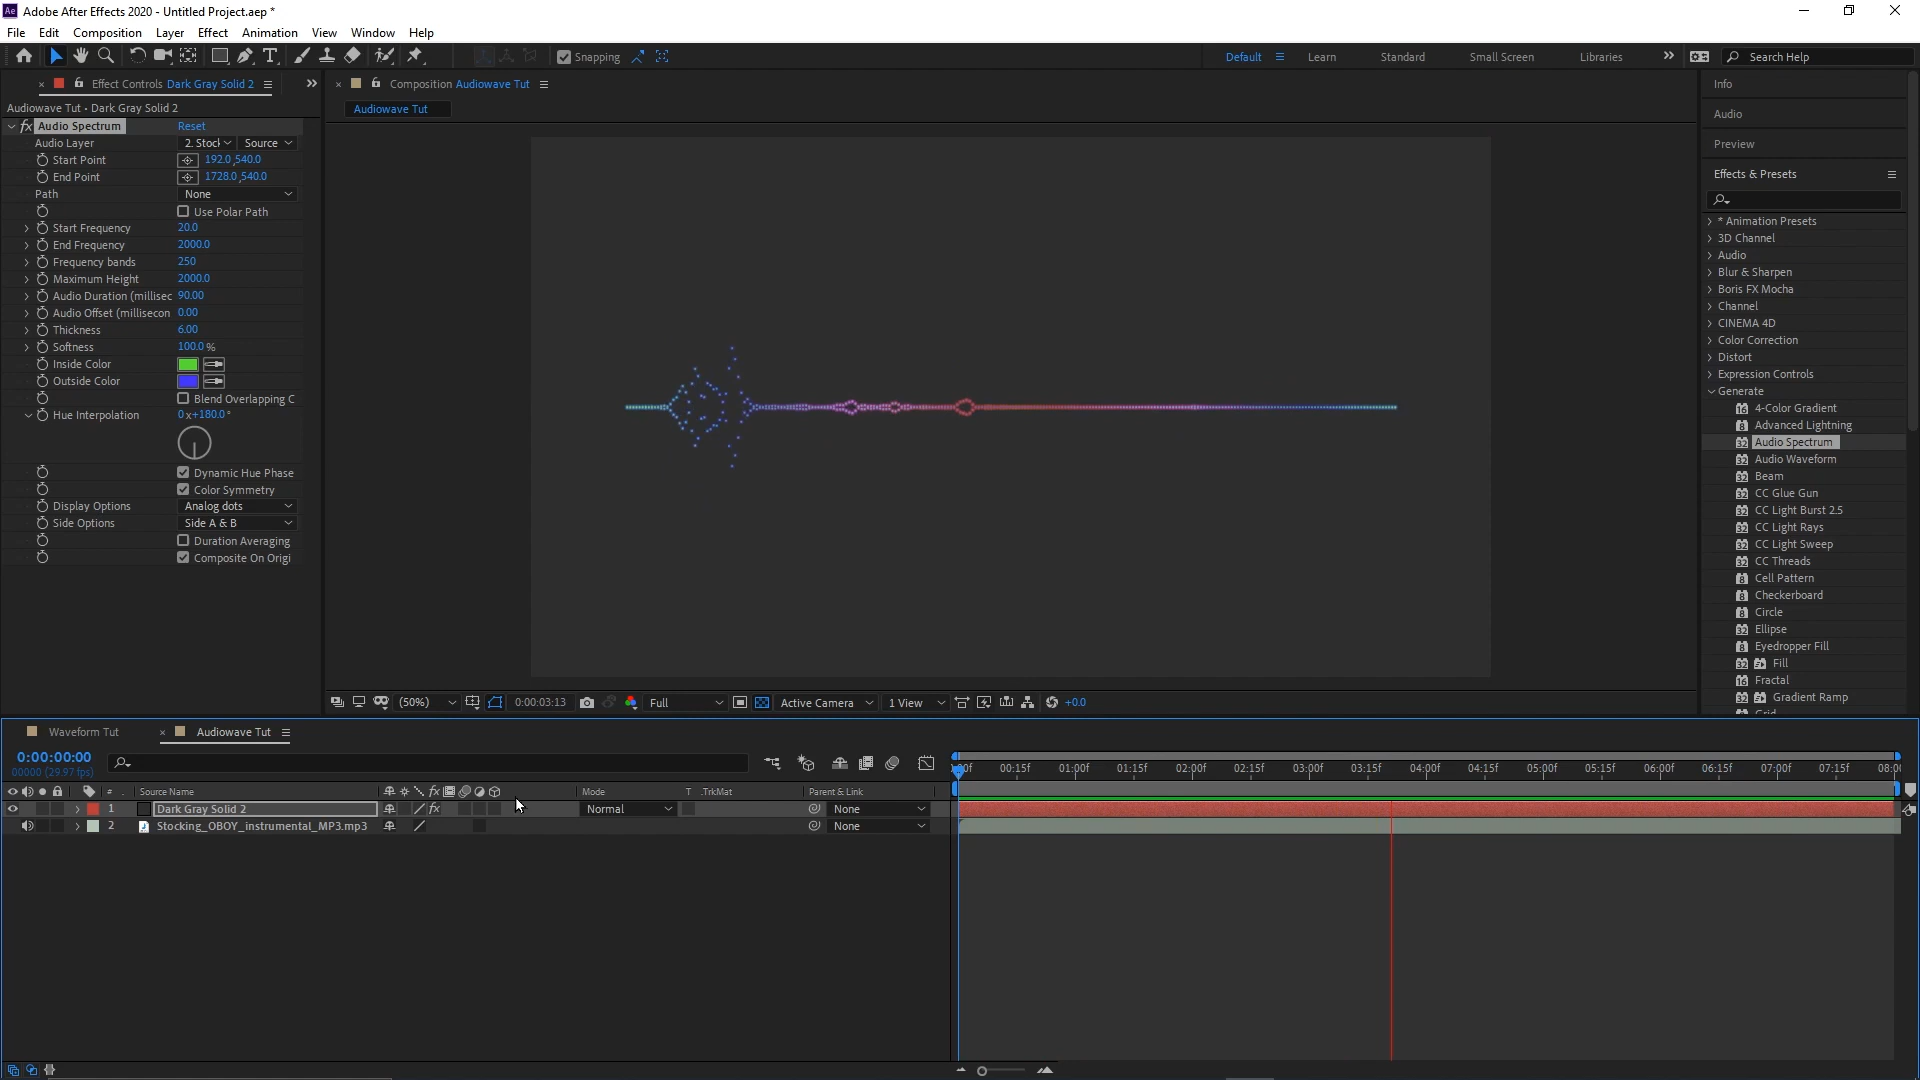 Adobe After Effects 2020 - Untitled Project.aep *
File Edit Composition Layer Effect Animation View Window Help
Snapping Default Learn Standard Small Screen Libraries Search Help
Effect Controls Dark Gray Solid 2
Audiowave Tut • Dark Gray Solid 2
fx Audio Spectrum Reset
Audio Layer 2. Stocl Source
Start Point 192.0,540.0
End Point 1728.0,540.0
Path None
Use Polar Path
Start Frequency 20.0
End Frequency 2000.0
Frequency bands 250
Maximum Height 2000.0
Audio Duration (millisec 90.00
Audio Offset (millisecon 0.00
Thickness 6.00
Softness 100.0 %
Inside Color
Outside Color
Blend Overlapping C
Hue Interpolation 0x+180.0°
Dynamic Hue Phase
Color Symmetry
Display Options Analog dots
Side Options Side A & B
Duration Averaging
Composite On Origi
Composition Audiowave Tut
Audiowave Tut
(50%) 0:00:03:13 Full Active Camera 1 View +0.0
Info
Audio
Preview
Effects & Presets
* Animation Presets
3D Channel
Audio
Blur & Sharpen
Boris FX Mocha
Channel
CINEMA 4D
Color Correction
Distort
Expression Controls
Generate
4-Color Gradient
Advanced Lightning
Audio Spectrum
Audio Waveform
Beam
CC Glue Gun
CC Light Burst 2.5
CC Light Rays
CC Light Sweep
CC Threads
Cell Pattern
Checkerboard
Circle
Ellipse
Eyedropper Fill
Fill
Fractal
Gradient Ramp
Waveform Tut Audiowave Tut
0:00:00:00
00000 (29.97 fps)
00:15f 01:00f 01:15f 02:00f 02:15f 03:00f 03:15f 04:00f 04:15f 05:00f 05:15f 06:00f 06:15f 07:00f 07:15f 08:0
# Source Name fx Mode T .TrkMat Parent & Link
1 Dark Gray Solid 2 fx Normal None
2 Stocking_OBOY_instrumental_MP3.mp3 None